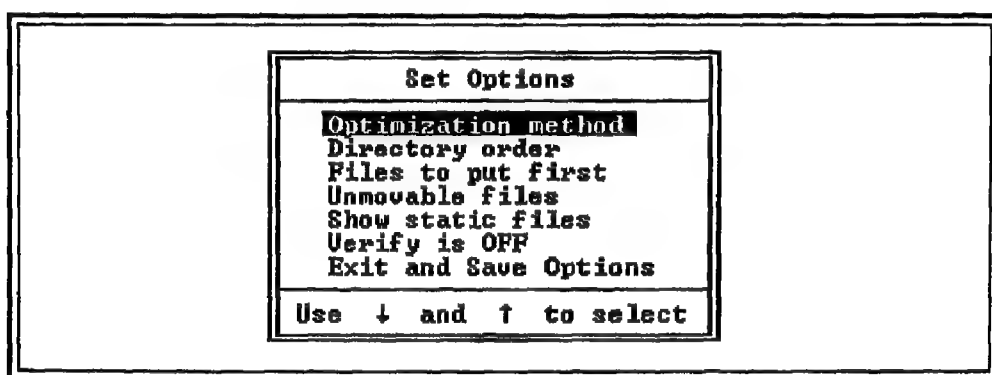 Set Options
Optimization method
Directory order
Files to put first
Unmovable files
Show static files
Verify is OFF
Exit and Save Options
Use ↓ and ↑ to select